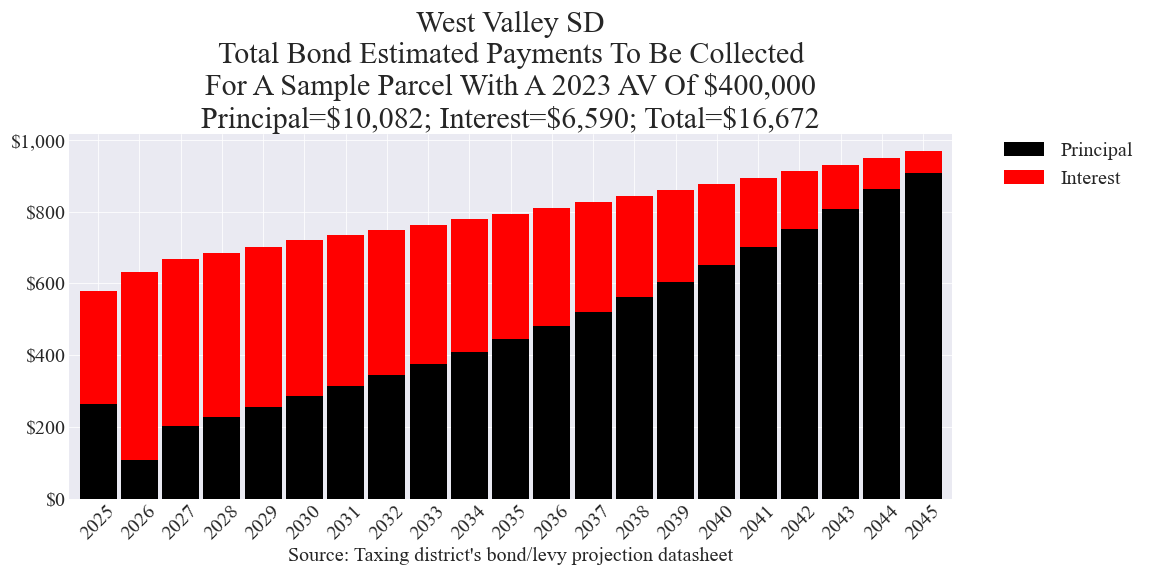 West Valley SD
Total Bond Estimated Payments To Be Collected
For A Sample Parcel With A 2023 AV Of $400,000
Principal=$10,082; Interest=$6,590; Total=$16,672
$1,000
$800
$600
$400
$200
$0
Principal
Interest
2025 2026 2027 2028 2029 2030 2031 2032 2033 2034 2035 2036 2037 2038 2039 2040 2041 2042 2043 2044 2045
Source: Taxing district's bond/levy projection datasheet